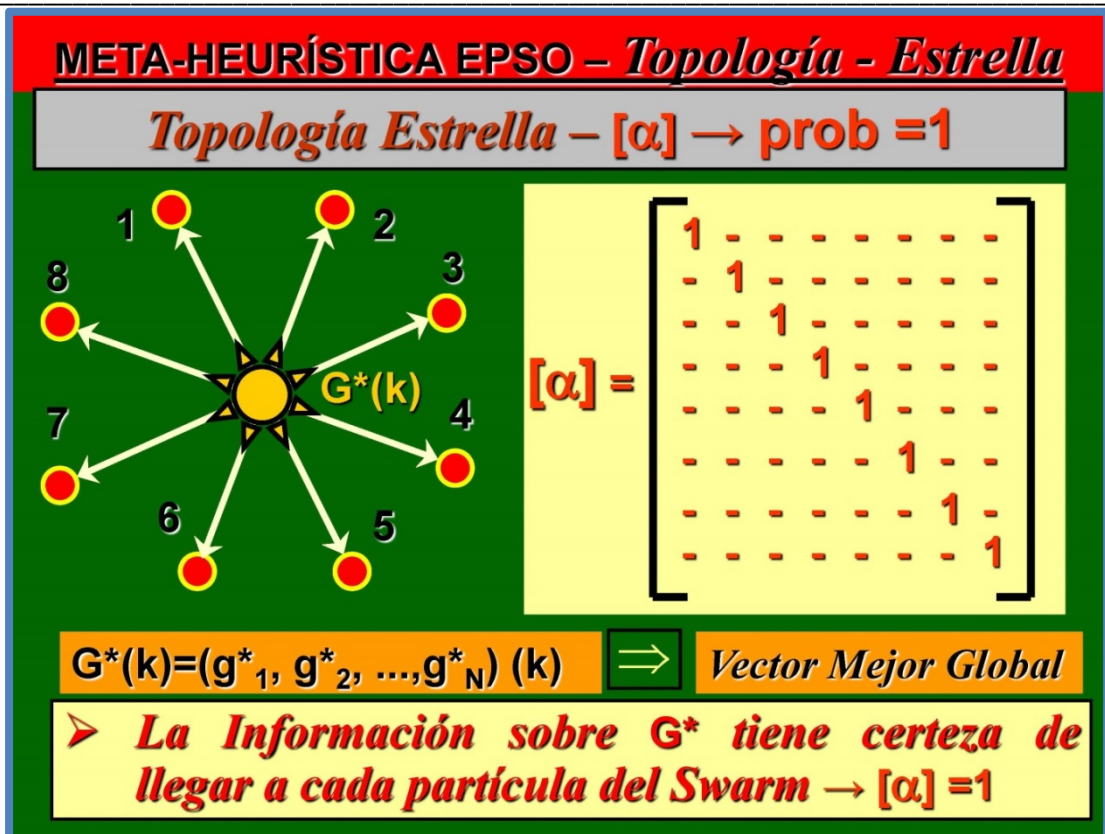 META-HEURÍSTICA EPSO – Topología - Estrella
Topología Estrella – [α] → prob =1
1
2
8
3
G*(k)
7
4
6
5
[α] =
1 - - - - - - -
- 1 - - - - - -
- - 1 - - - - -
- - - 1 - - - -
- - - - 1 - - -
- - - - - 1 - -
- - - - - - 1 -
- - - - - - - 1
G*(k)=(g*1, g*2, ...,g*N) (k)
⇒
Vector Mejor Global
➢ La Información sobre G* tiene certeza de
llegar a cada partícula del Swarm → [α] =1